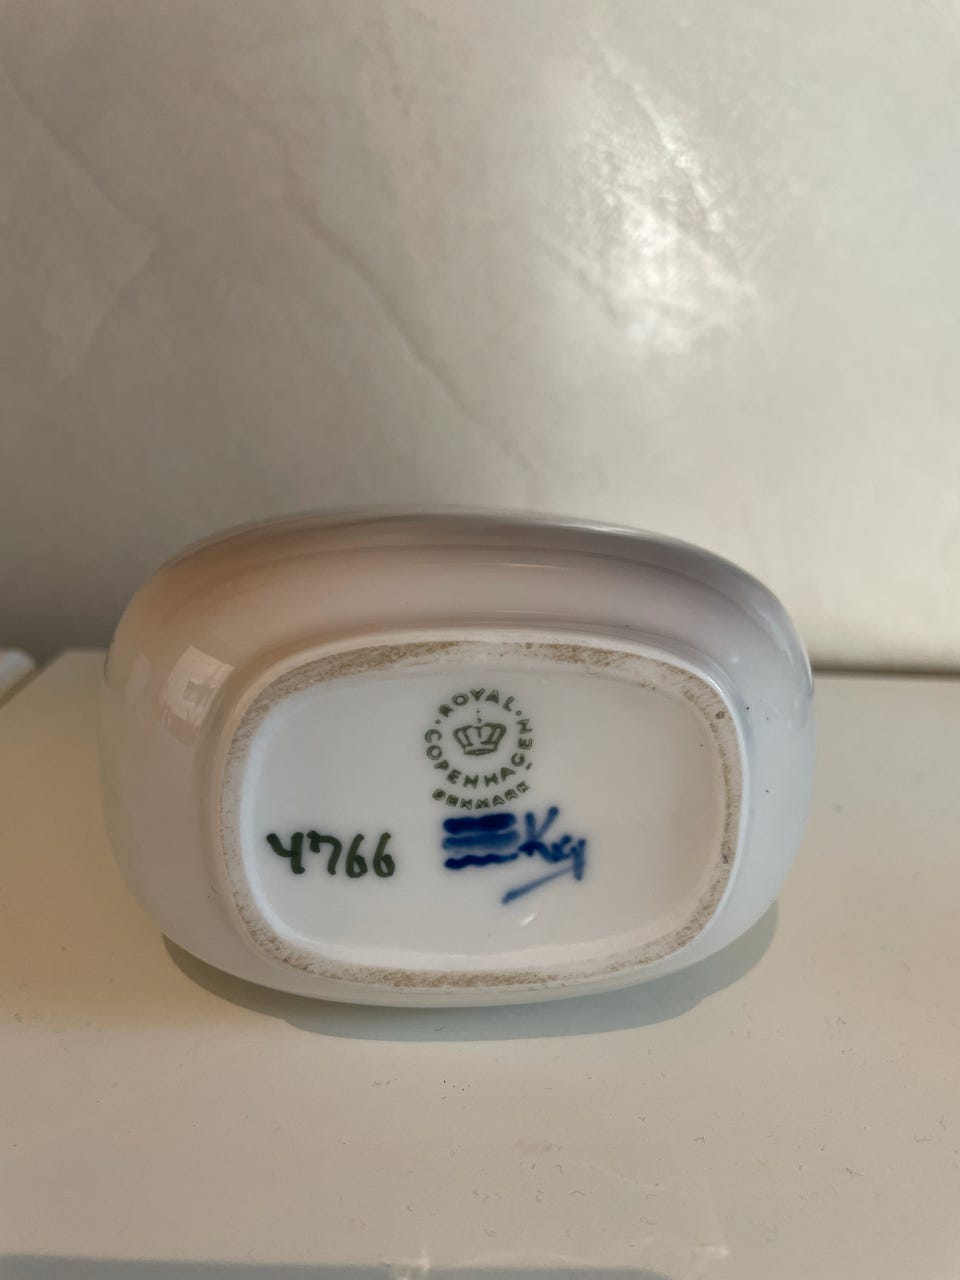 ROYAL
COPENHAGEN
DENMARK
4766